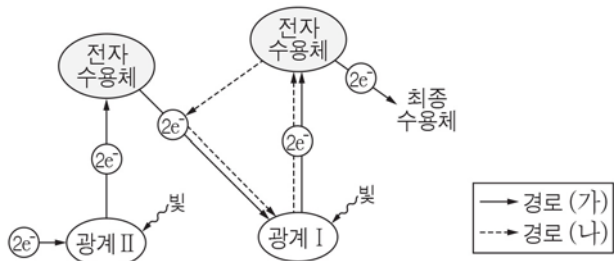 전자
수용체
전자
수용체
2e⁻
최종
수용체
2e⁻
2e⁻
2e⁻
빛
빛
2e⁻
광계 Ⅱ
광계 Ⅰ
경로 (가)
경로 (나)